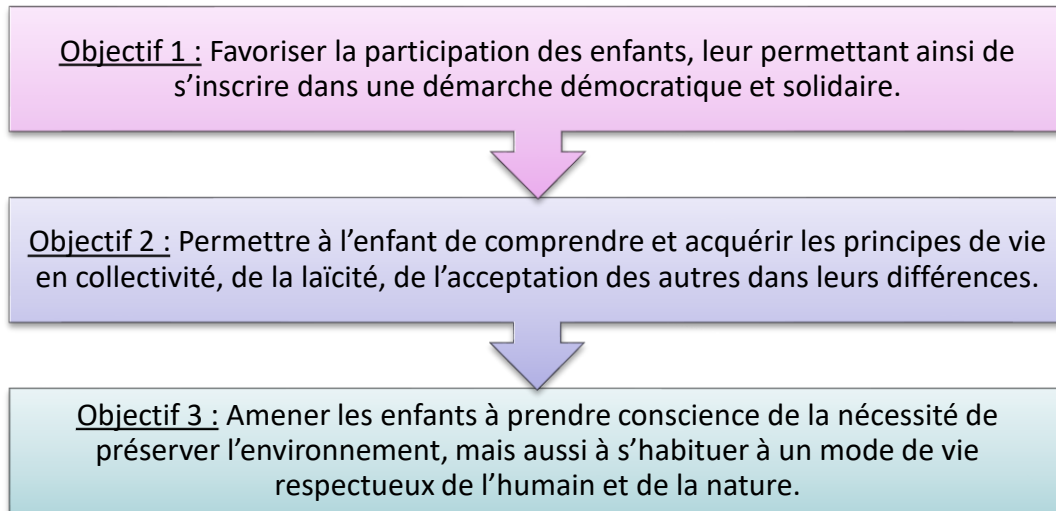 Objectif 1 : Favoriser la participation des enfants, leur permettant ainsi de
s’inscrire dans une démarche démocratique et solidaire.
Objectif 2 : Permettre à l’enfant de comprendre et acquérir les principes de vie
en collectivité, de la laïcité, de l’acceptation des autres dans leurs différences.
Objectif 3 : Amener les enfants à prendre conscience de la nécessité de
préserver l’environnement, mais aussi à s’habituer à un mode de vie
respectueux de l’humain et de la nature.